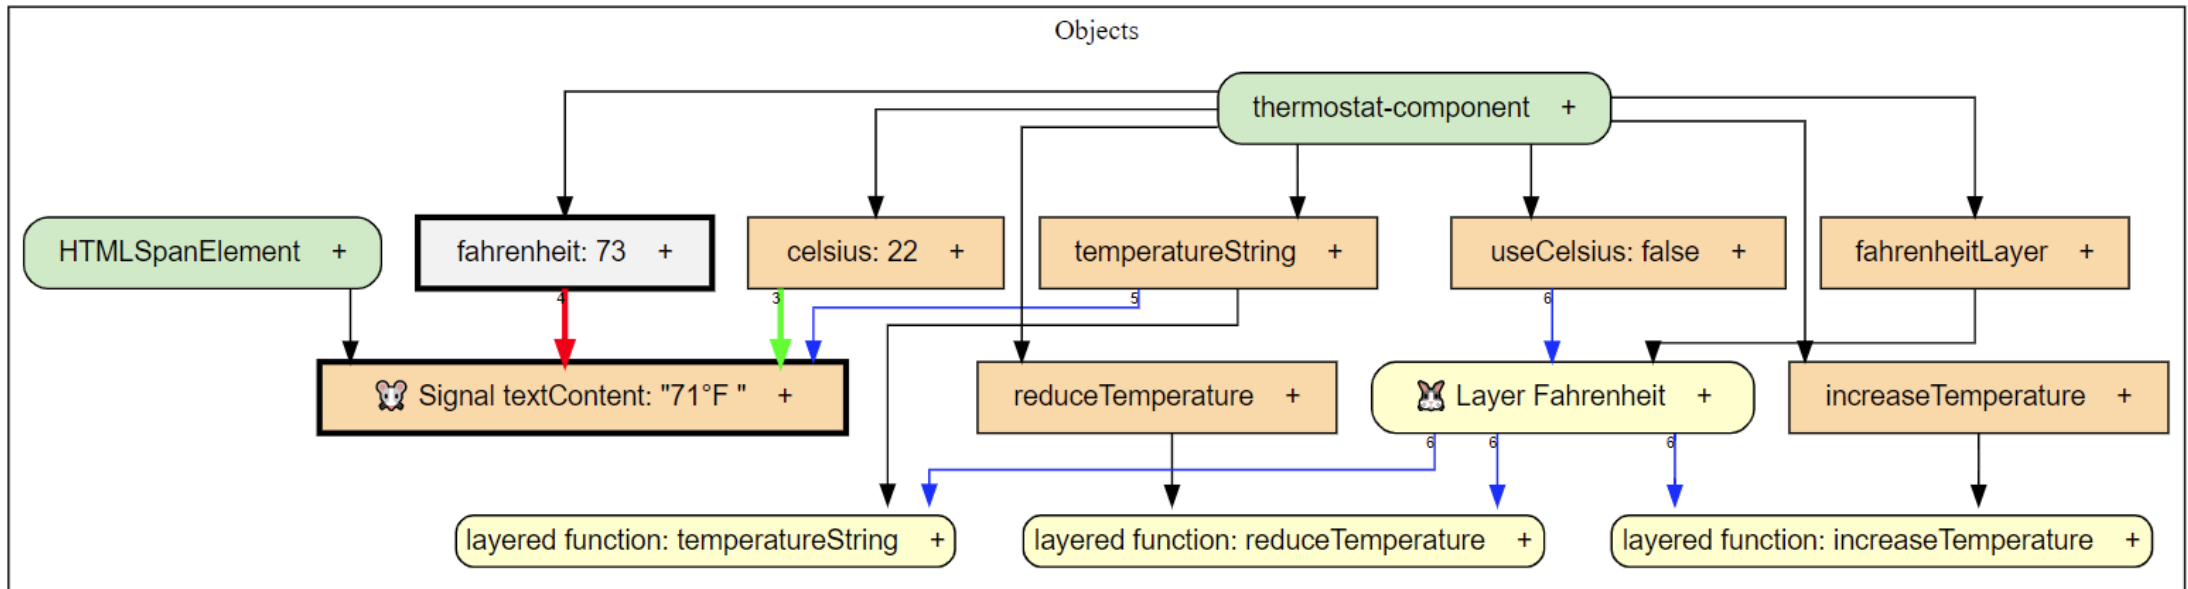 Objects
thermostat-component +
HTMLSpanElement +
fahrenheit: 73 +
celsius: 22 +
temperatureString +
useCelsius: false +
fahrenheitLayer +
4
3
5
6
🐭 Signal textContent: "71°F " +
reduceTemperature +
🐰 Layer Fahrenheit +
increaseTemperature +
6
6
6
layered function: temperatureString +
layered function: reduceTemperature +
layered function: increaseTemperature +